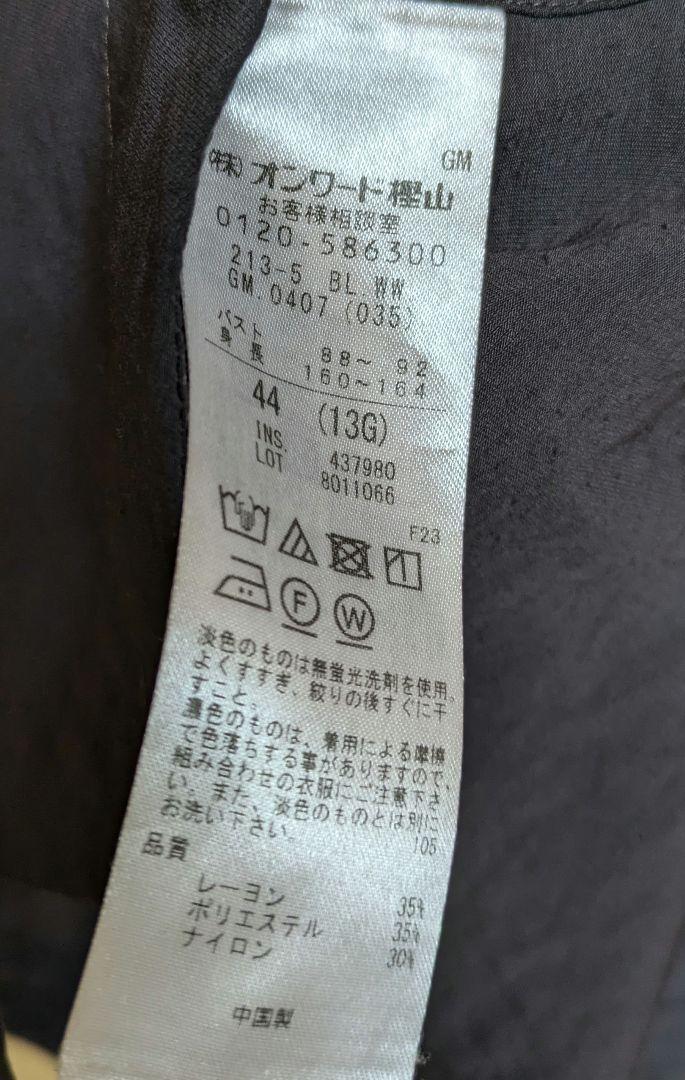 GM
(株)オンワード樫山
お客様相談室
0120-586300
213-5 BL.WW.
GM.0407(035)
バスト 88～ 92
身長 160～164
44 (13G)
INS. 437980
LOT 8011066
F23
F W
淡色のものは無蛍光洗剤を使用。
よくすすぎ、絞りの後すぐに干
すこと。
濃色のものは、着用による摩擦
で色落ちする事がありますので、
組み合わせの衣服にご注意下さ
い。また、淡色のものとは別に
お洗い下さい。 105
品質
レーヨン 35%
ポリエステル 35%
ナイロン 30%
中国製